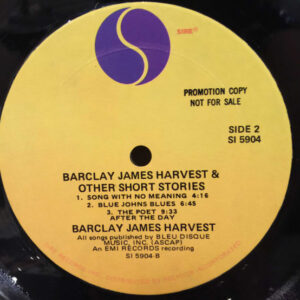 SIRE
PROMOTION COPY
NOT FOR SALE
SIDE 2
SI 5904
BARCLAY JAMES HARVEST &
OTHER SHORT STORIES
1. SONG WITH NO MEANING 4:16
2. BLUE JOHNS BLUES 6:45
3. THE POET 9:33
AFTER THE DAY
BARCLAY JAMES HARVEST
All songs published by BLEU DISQUE
MUSIC, INC. (ASCAP)
An EMI RECORDS recording
SI 5904-B